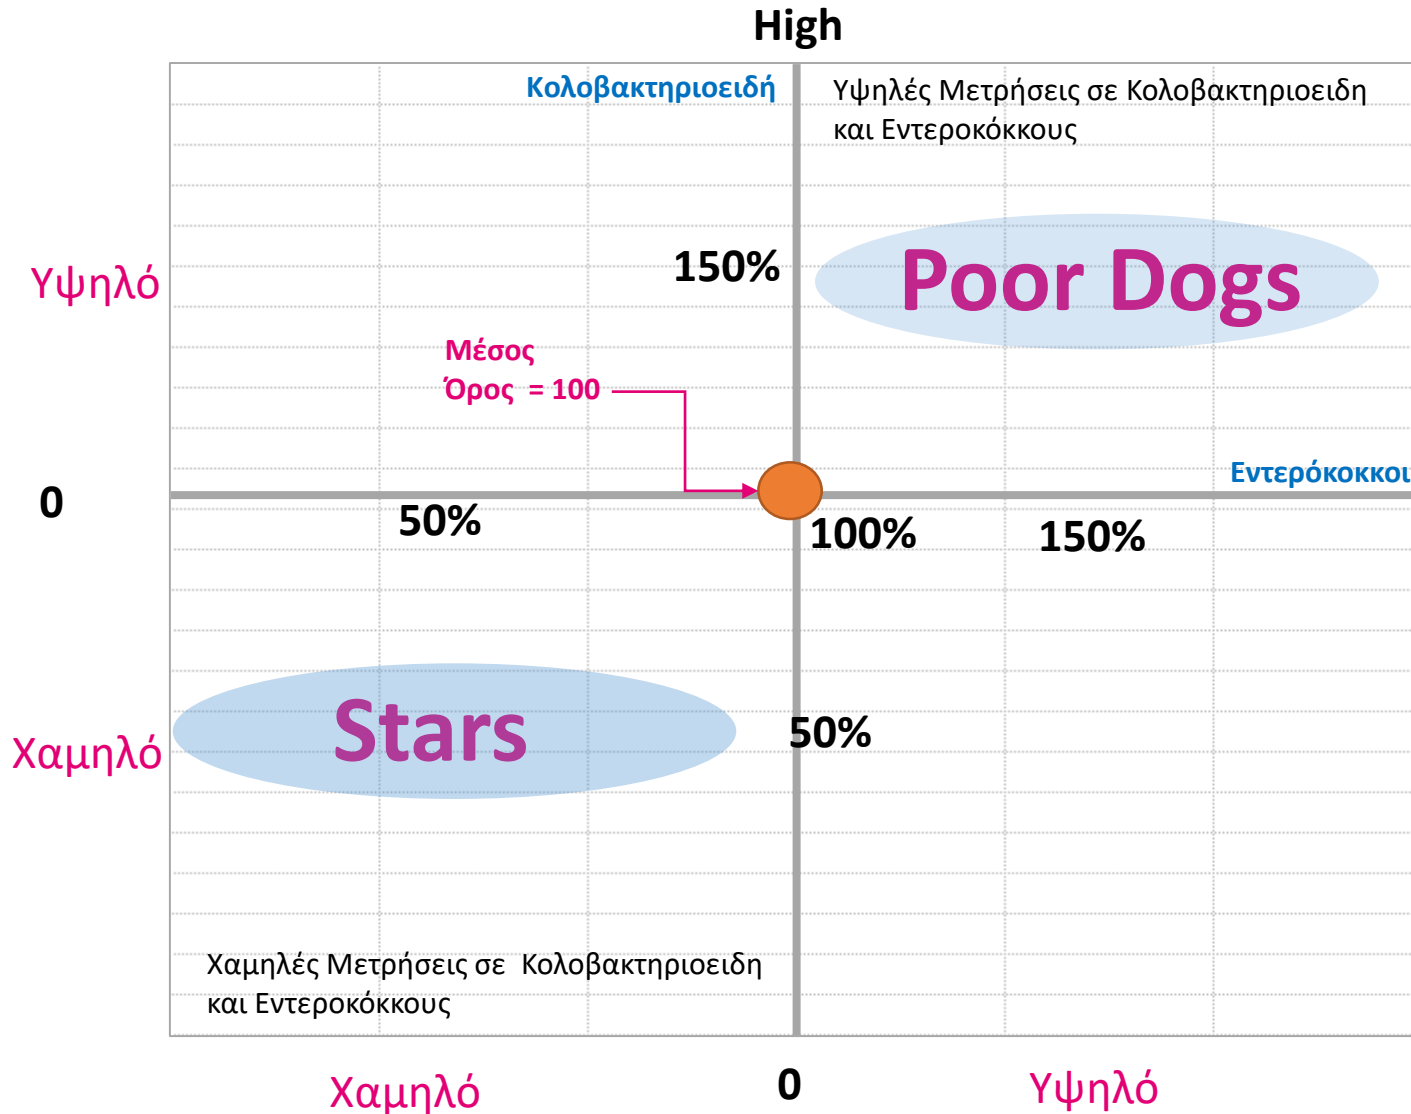 High
Κολοβακτηριοειδή
Υψηλές Μετρήσεις σε Κολοβακτηριοειδη
και Εντεροκόκκους
150%
Poor Dogs
Υψηλό
Μέσος
Όρος = 100
Εντερόκοκκοι
0
50%
100%
150%
Stars
50%
Χαμηλό
Χαμηλές Μετρήσεις σε Κολοβακτηριοειδη
και Εντεροκόκκους
Χαμηλό
0
Υψηλό